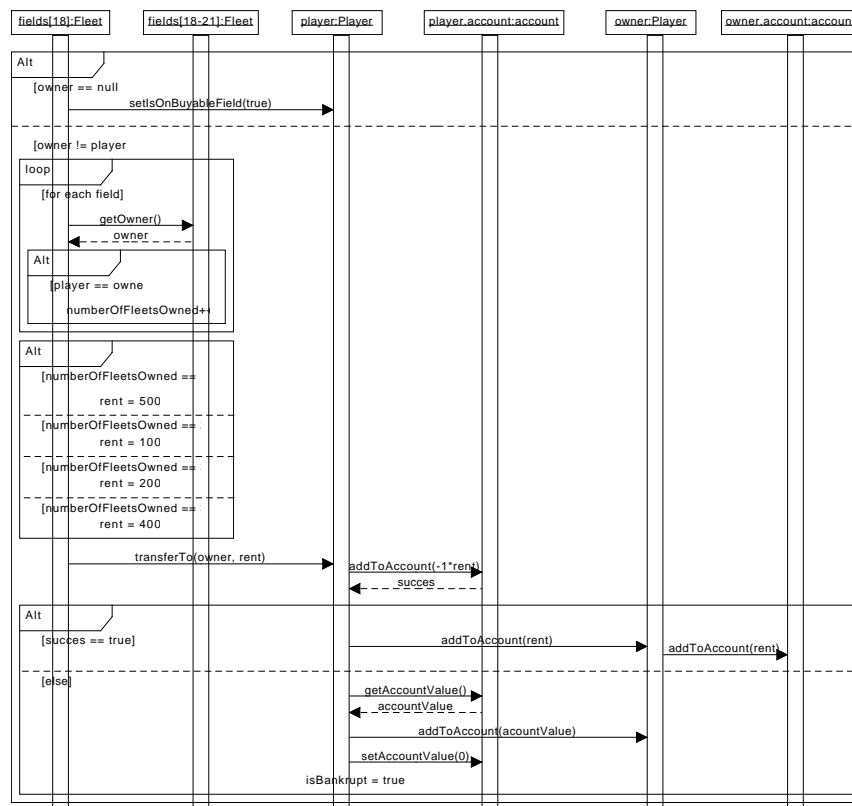 fields[18]:Fleet fields[18-21]:Fleet player:Player player.account:account owner:Player owner.account:account
Alt
[owner == null
setIsOnBuyableField(true)
[owner != player
loop
[for each field]
getOwner()
owner
Alt
[player == owne
numberOfFleetsOwned++
Alt
[numberOfFleetsOwned ==
rent = 500
[numberOfFleetsOwned ==
rent = 100
[numberOfFleetsOwned ==
rent = 200
[numberOfFleetsOwned ==
rent = 400
transferTo(owner, rent)
addToAccount(-1*rent)
succes
Alt
[succes == true]
addToAccount(rent)
addToAccount(rent)
[else]
getAccountValue()
accountValue
addToAccount(acountValue)
setAccountValue(0)
isBankrupt = true